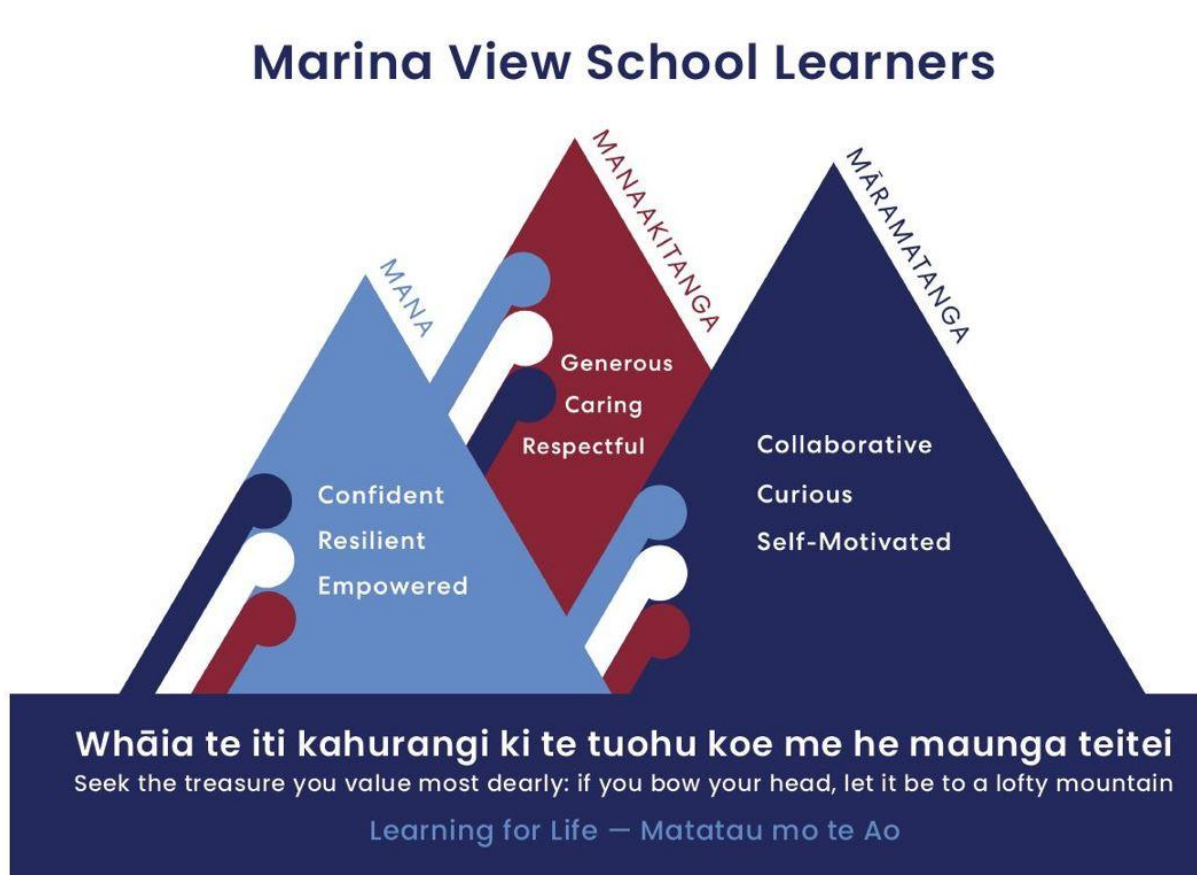 Marina View School Learners
MANA
Confident
Resilient
Empowered
MANAAKITANGA
Generous
Caring
Respectful
MĀRAMATANGA
Collaborative
Curious
Self-Motivated
Whāia te iti kahurangi ki te tuohu koe me he maunga teitei
Seek the treasure you value most dearly: if you bow your head, let it be to a lofty mountain
Learning for Life — Matatau mo te Ao